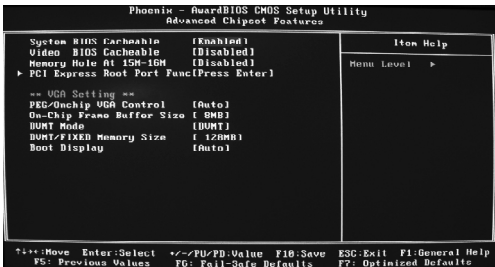 Phoenix - AwardBIOS CMOS Setup Utility
Advanced Chipset Features
System BIOS Cacheable [Enabled]
Video BIOS Cacheable [Disabled]
Memory Hole At 15M-16M [Disabled]
▶ PCI Express Root Port Func[Press Enter]
** VGA Setting **
PEG/Onchip VGA Control [Auto]
On-Chip Frame Buffer Size [ 8MB]
DVMT Mode [DVMT]
DVMT/FIXED Memory Size [ 128MB]
Boot Display [Auto]
Item Help
Menu Level ▶
↑↓→←:Move Enter:Select +/-/PU/PD:Value F10:Save ESC:Exit F1:General Help
F5: Previous Values F6: Fail-Safe Defaults F7: Optimized Defaults